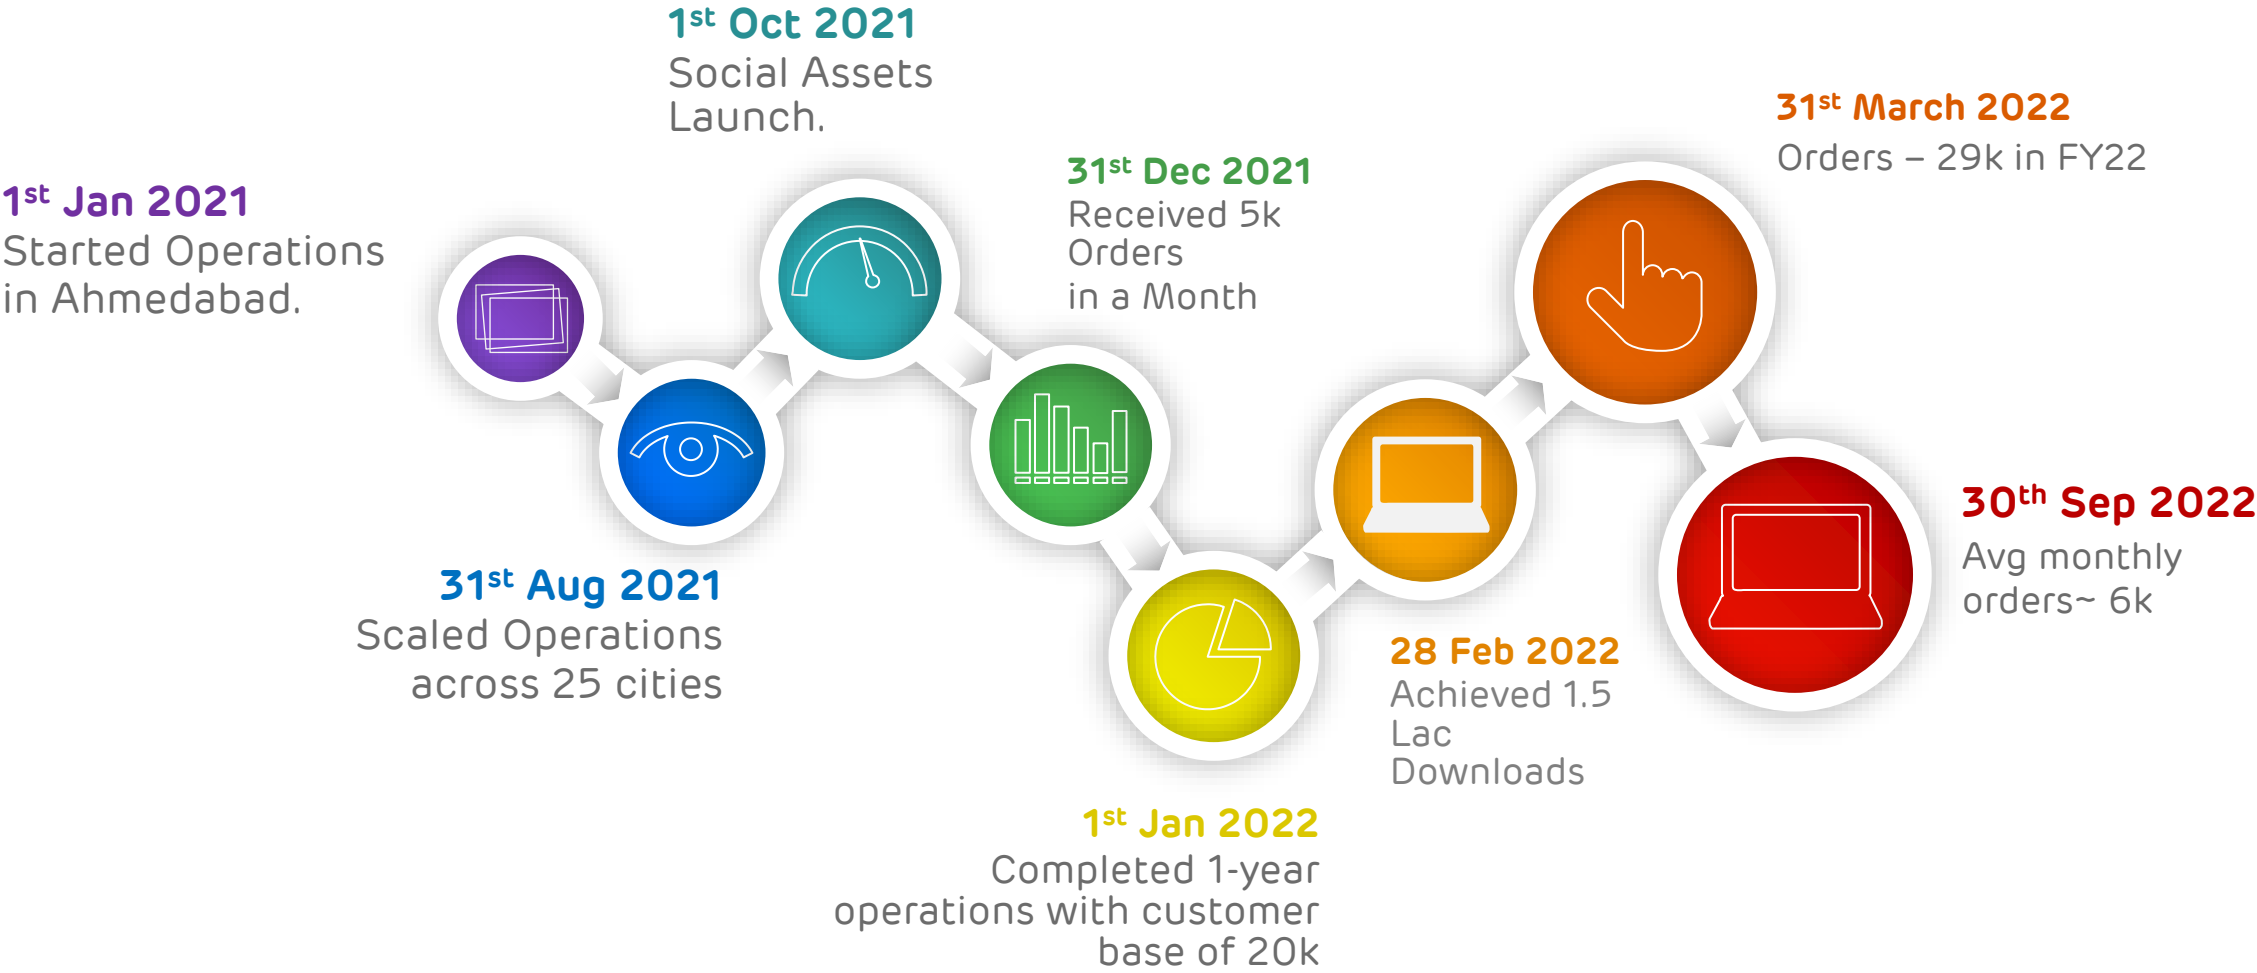 1st Jan 2021
Started Operations
in Ahmedabad.
31st Aug 2021
Scaled Operations
across 25 cities
1st Oct 2021
Social Assets
Launch.
31st Dec 2021
Received 5k
Orders
in a Month
1st Jan 2022
Completed 1-year
operations with customer
base of 20k
28 Feb 2022
Achieved 1.5
Lac
Downloads
31st March 2022
Orders – 29k in FY22
30th Sep 2022
Avg monthly
orders~ 6k